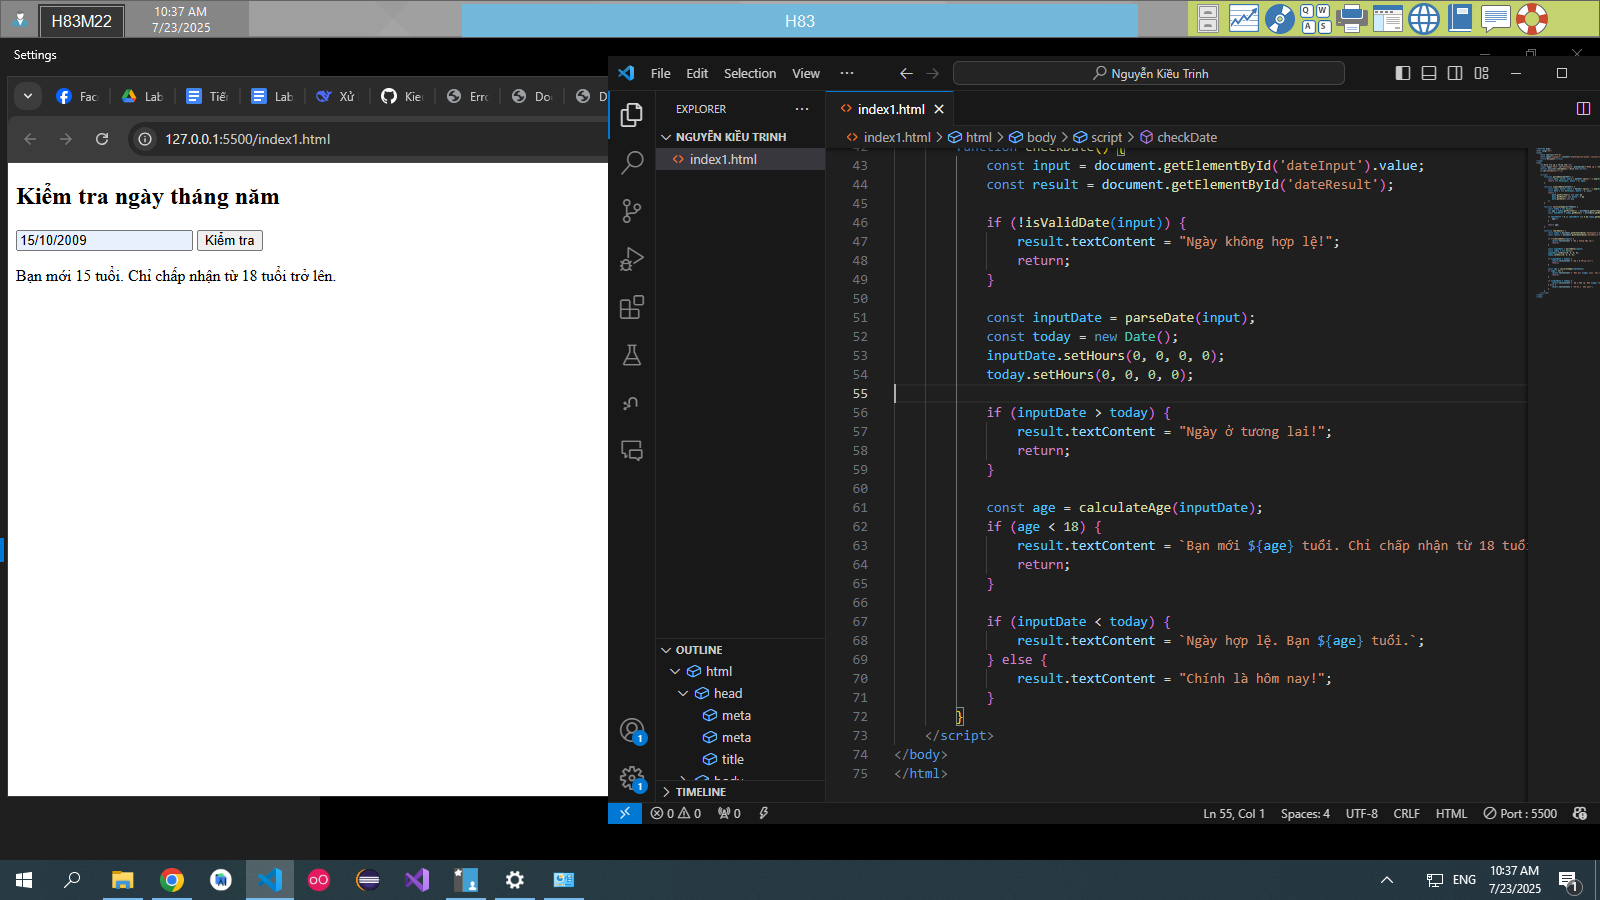 H83M22
10:37 AM
7/23/2025
H83
Q W
A S
Settings
Fac
Lab
Tiế
Lab
Xử
Kie
Erro
Do
D
127.0.0.1:5500/index1.html
Kiểm tra ngày tháng năm
15/10/2009
Kiểm tra
Bạn mới 15 tuổi. Chỉ chấp nhận từ 18 tuổi trở lên.
File Edit Selection View ···
Nguyễn Kiều Trinh
EXPLORER
NGUYỄN KIỀU TRINH
index1.html
OUTLINE
html
head
meta
meta
title
body
TIMELINE
index1.html
index1.html > html > body > script > checkDate
42 function checkDate() {
43 const input = document.getElementById('dateInput').value;
44 const result = document.getElementById('dateResult');
45
46 if (!isValidDate(input)) {
47 result.textContent = "Ngày không hợp lệ!";
48 return;
49 }
50
51 const inputDate = parseDate(input);
52 const today = new Date();
53 inputDate.setHours(0, 0, 0, 0);
54 today.setHours(0, 0, 0, 0);
55
56 if (inputDate > today) {
57 result.textContent = "Ngày ở tương lai!";
58 return;
59 }
60
61 const age = calculateAge(inputDate);
62 if (age < 18) {
63 result.textContent = `Bạn mới ${age} tuổi. Chỉ chấp nhận từ 18 tuổi
64 return;
65 }
66
67 if (inputDate < today) {
68 result.textContent = `Ngày hợp lệ. Bạn ${age} tuổi.`;
69 } else {
70 result.textContent = "Chính là hôm nay!";
71 }
72 }
73 </script>
74 </body>
75 </html>
1
1
0 0 0
Ln 55, Col 1 Spaces: 4 UTF-8 CRLF HTML Port : 5500
ENG
10:37 AM
7/23/2025
1